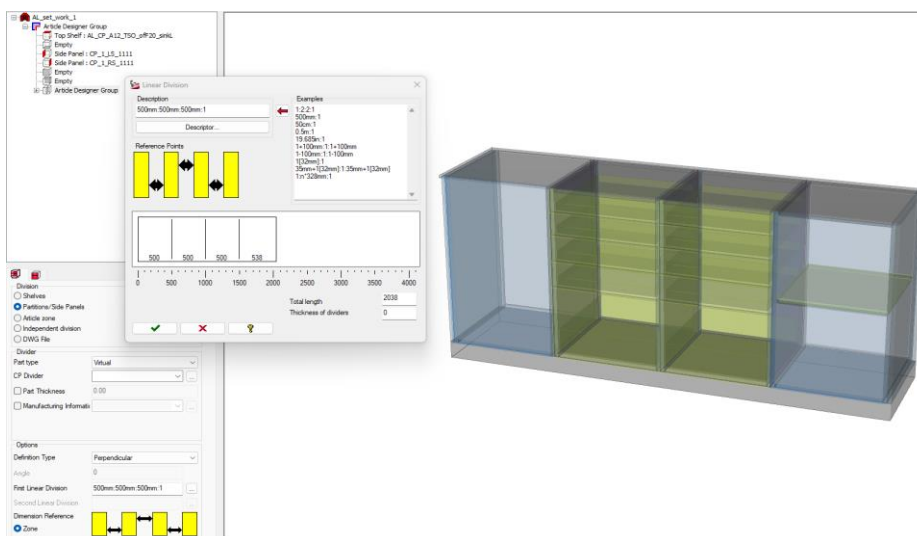 AL_set_work_1
Article Designer Group
Top Shelf : AL_CP_A12_TSO_offP20_sinkL
Empty
Side Panel : CP_1_LS_1111
Side Panel : CP_1_RS_1111
Empty
Empty
Article Designer Group
Linear Division
Description
500mm:500mm:500mm:1
Descriptor...
Reference Points
Examples
1:2:2:1
500mm:1
50cm:1
0.5m:1
19.685in:1
1+100mm:1:1+100mm
1-100mm:1:1-100mm
1[32mm]:1
35mm+1[32mm]:1:35mm+1[32mm]
1:n*328mm:1
500 500 500 538
0 500 1000 1500 2000 2500 3000 3500 4000
Total length 2038
Thickness of dividers 0
Division
Shelves
Partitions/Side Panels
Article zone
Independent division
DWG File
Divider
Part type Virtual
CP Divider ...
Part Thickness 0.00
Manufacturing Informatic ...
Options
Definition Type Perpendicular
Angle 0
First Linear Division 500mm:500mm:500mm:1 ...
Second Linear Division
Dimension Reference
Zone